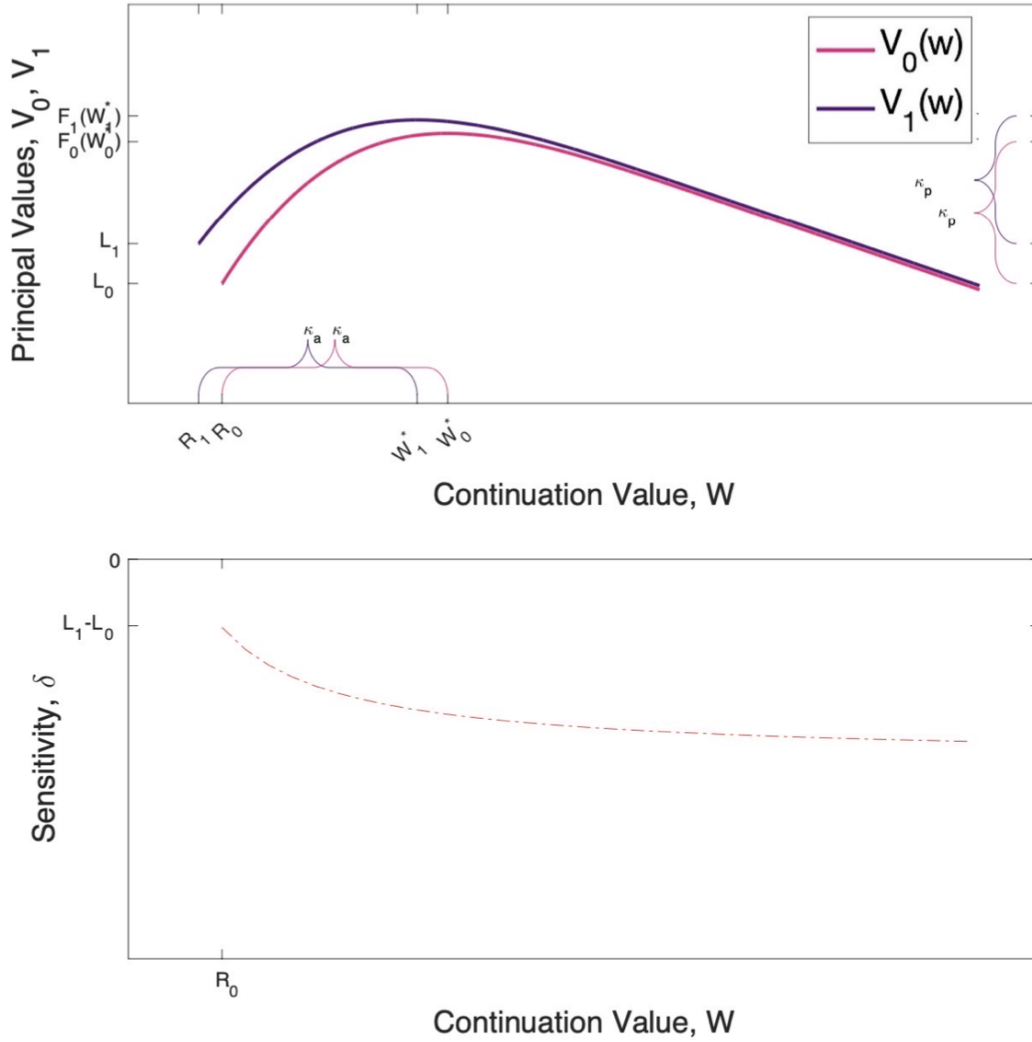 Principal Values, V₀, V₁
V₀(w)
V₁(w)
F₁(W₁*)
F₀(W₀*)
L₁
L₀
κₚ
κₚ
κₐ κₐ
R₁ R₀ W₁* W₀*
Continuation Value, W
Sensitivity, δ
0
L₁-L₀
R₀
Continuation Value, W